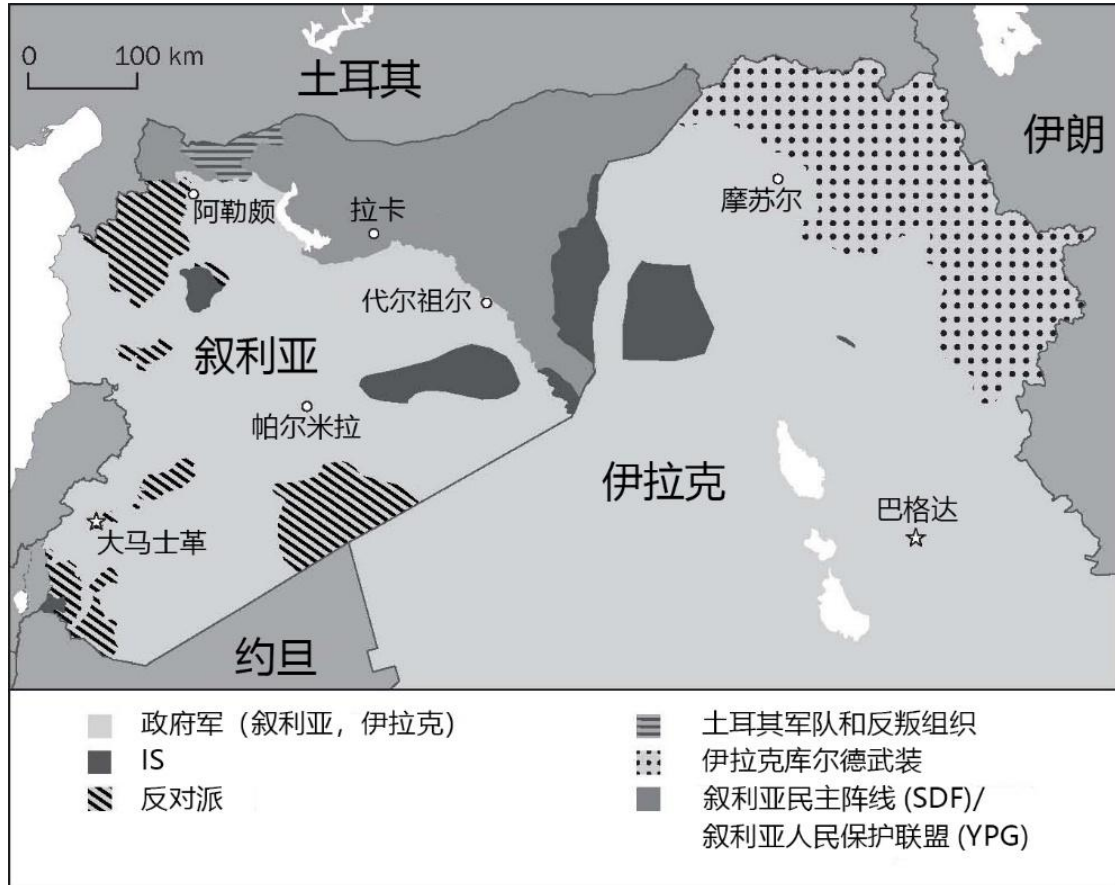 0 100 km
土耳其
伊朗
阿勒颇
拉卡
摩苏尔
代尔祖尔
叙利亚
帕尔米拉
伊拉克
巴格达
大马士革
约旦
政府军（叙利亚，伊拉克）
IS
反对派
土耳其军队和反叛组织
伊拉克库尔德武装
叙利亚民主阵线 (SDF)/
叙利亚人民保护联盟 (YPG)